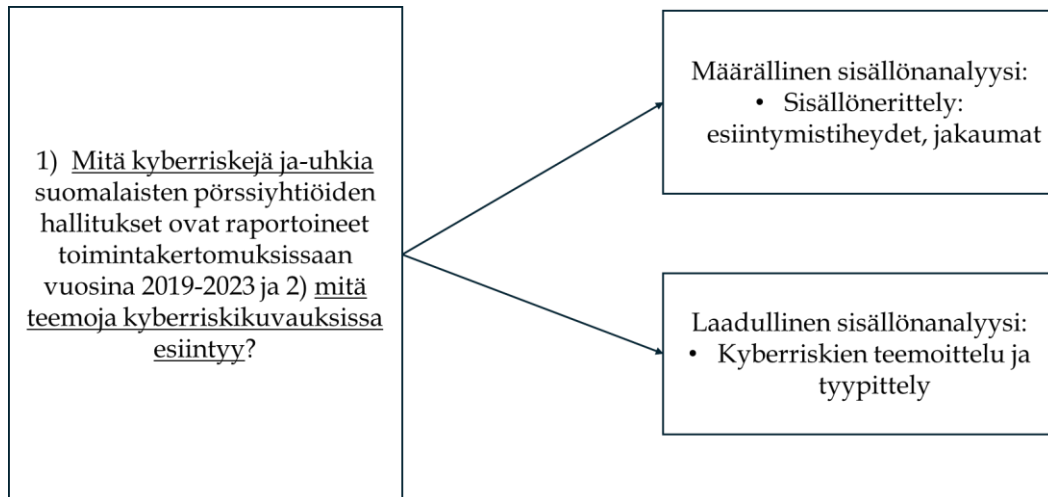 1) Mitä kyberriskejä ja-uhkia
suomalaisten pörssiyhtiöiden
hallitukset ovat raportoineet
toimintakertomuksissaan
vuosina 2019-2023 ja 2) mitä
teemoja kyberriskikuvauksissa
esiintyy?
Määrällinen sisällönanalyysi:
• Sisällönerittely:
esiintymistiheydet, jakaumat
Laadullinen sisällönanalyysi:
• Kyberriskien teemoittelu ja
tyypittely